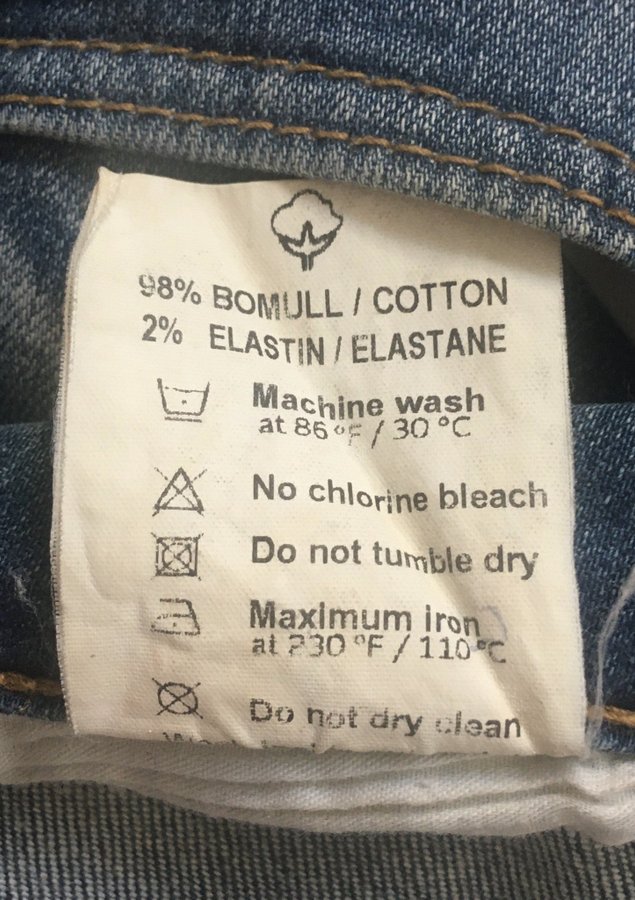 98% BOMULL / COTTON
2% ELASTIN / ELASTANE
Machine wash
at 86°F / 30°C
No chlorine bleach
Do not tumble dry
Maximum iron
at 230°F / 110°C
Do not dry clean